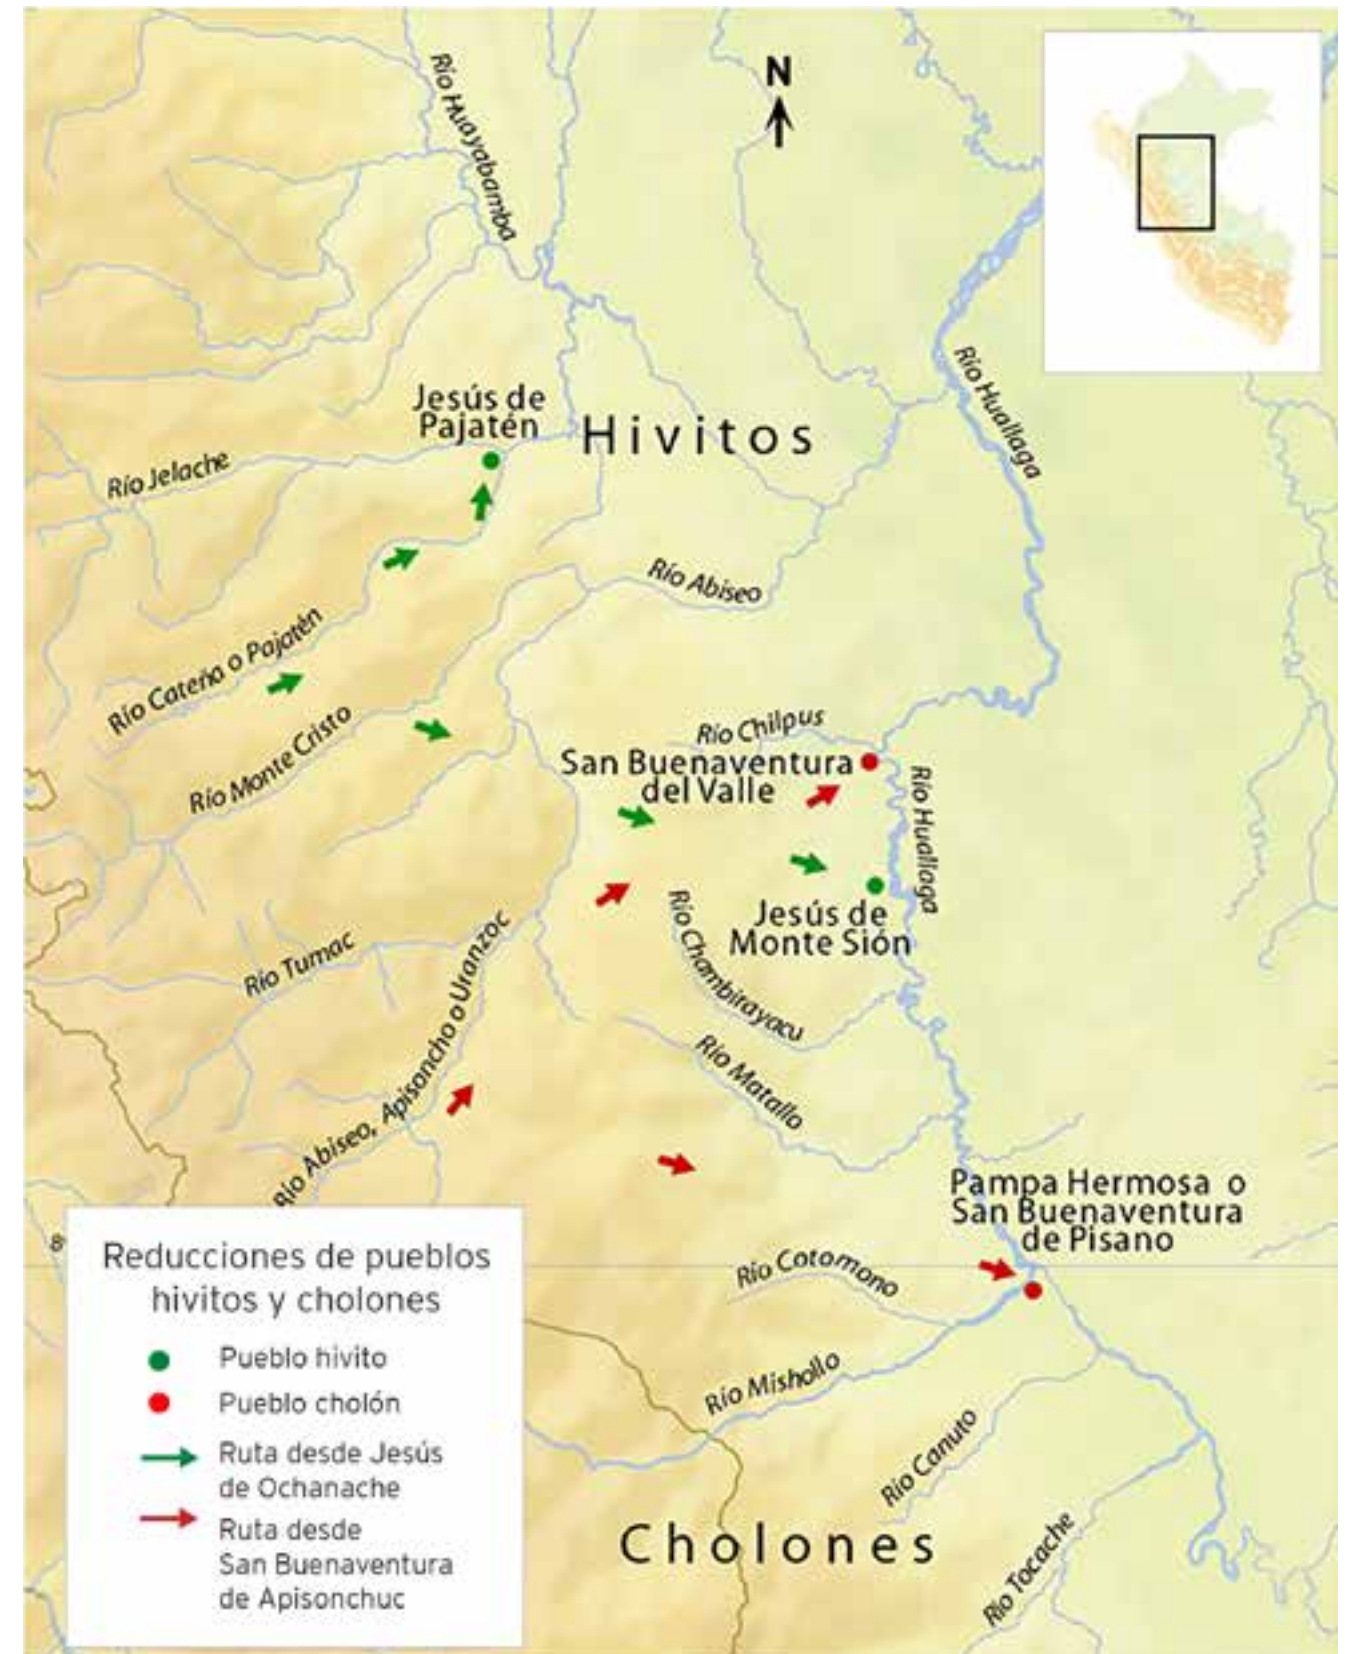 N
Río Huayabamba
Río Huallaga
Jesús de
Pajatén
Hivitos
Río Jelache
Río Abiseo
Río Cateña o Pajatén
Río Monte Cristo
Río Chilpus
San Buenaventura
del Valle
Río Huallaga
Jesús de
Monte Sión
Río Chambirayacu
Río Tumac
Río Abiseo, Apisoncho o Uranzoc
Río Matallo
Pampa Hermosa o
San Buenaventura
de Pisano
8
Río Cotomono
Río Mishollo
Río Canuto
Cholones
Río Tocache
Reducciones de pueblos
hivitos y cholones
Pueblo hivito
Pueblo cholón
Ruta desde Jesús
de Ochanache
Ruta desde
San Buenaventura
de Apisonchuc